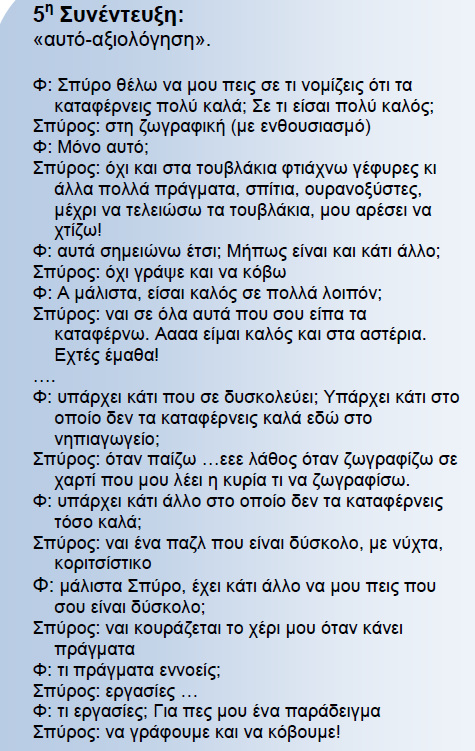 5η Συνέντευξη:
«αυτό-αξιολόγηση».
Φ: Σπύρο θέλω να μου πεις σε τι νομίζεις ότι τα
καταφέρνεις πολύ καλά; Σε τι είσαι πολύ καλός;
Σπύρος: στη ζωγραφική (με ενθουσιασμό)
Φ: Μόνο αυτό;
Σπύρος: όχι και στα τουβλάκια φτιάχνω γέφυρες κι
άλλα πολλά πράγματα, σπίτια, ουρανοξύστες,
μέχρι να τελειώσω τα τουβλάκια, μου αρέσει να
χτίζω!
Φ: αυτά σημειώνω έτσι; Μήπως είναι και κάτι άλλο;
Σπύρος: όχι γράψε και να κόβω
Φ: Α μάλιστα, είσαι καλός σε πολλά λοιπόν;
Σπύρος: ναι σε όλα αυτά που σου είπα τα
καταφέρνω. Αααα είμαι καλός και στα αστέρια.
Εχτές έμαθα!
....
Φ: υπάρχει κάτι που σε δυσκολεύει; Υπάρχει κάτι στο
οποίο δεν τα καταφέρνεις καλά εδώ στο
νηπιαγωγείο;
Σπύρος: όταν παίζω ...εεε λάθος όταν ζωγραφίζω σε
χαρτί που μου λέει η κυρία τι να ζωγραφίσω.
Φ: υπάρχει κάτι άλλο στο οποίο δεν τα καταφέρνεις
τόσο καλά;
Σπύρος: ναι ένα παζλ που είναι δύσκολο, με νύχτα,
κοριτσίστικο
Φ: μάλιστα Σπύρο, έχει κάτι άλλο να μου πεις που
σου είναι δύσκολο;
Σπύρος: ναι κουράζεται το χέρι μου όταν κάνει
πράγματα
Φ: τι πράγματα εννοείς;
Σπύρος: εργασίες ...
Φ: τι εργασίες; Για πες μου ένα παράδειγμα
Σπύρος: να γράφουμε και να κόβουμε!